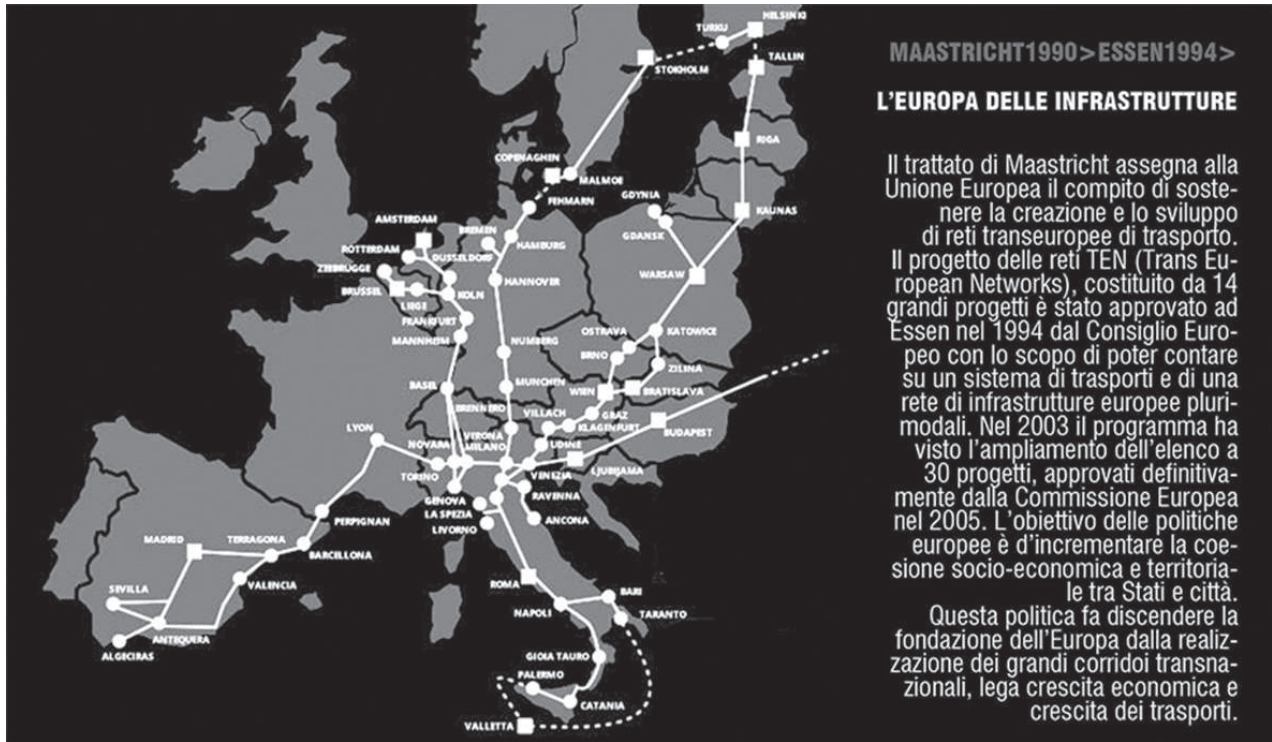 MAASTRICHT1990>ESSEN1994>
L'EUROPA DELLE INFRASTRUTTURE
Il trattato di Maastricht assegna alla
Unione Europea il compito di soste-
nere la creazione e lo sviluppo
di reti transeuropee di trasporto.
Il progetto delle reti TEN (Trans Eu-
ropean Networks), costituito da 14
grandi progetti è stato approvato ad
Essen nel 1994 dal Consiglio Euro-
peo con lo scopo di poter contare
su un sistema di trasporti e di una
rete di infrastrutture europee pluri-
modali. Nel 2003 il programma ha
visto l'ampliamento dell'elenco a
30 progetti, approvati definitiva-
mente dalla Commissione Europea
nel 2005. L'obiettivo delle politiche
europee è d'incrementare la coe-
sione socio-economica e territoria-
le tra Stati e città.
Questa politica fa discendere la
fondazione dell'Europa dalla realiz-
zazione dei grandi corridoi transna-
zionali, lega crescita economica e
crescita dei trasporti.
HELSINKI
TURKU
TALLIN
STOKHOLM
RIGA
COPENAGHEN
MALMOE
GDYNIA
FEHMARN
KAUNAS
AMSTERDAM
BREMEN
GDANSK
HAMBURG
ROTTERDAM
DUSSELDORF
ZEEBRUGGE
WARSAW
BRUSSEL
HANNOVER
KOLN
LIEGE
FRANKFURT
OSTRAVA
KATOWICE
MANNHEIM
NUMBERG
BRNO
ZILINA
BASEL
MUNCHEN
WIEN
BRATISLAVA
BRENNERO
VILLACH
GRAZ
LYON
KLAGENFURT
BUDAPEST
VERONA
NOVARA
MILANO
UDINE
TORINO
VENEZIA
LJUBJAMA
GENOVA
RAVENNA
LA SPEZIA
PERPIGNAN
ANCONA
LIVORNO
MADRID
TERRAGONA
BARCELLONA
VALENCIA
ROMA
SEVILLA
BARI
NAPOLI
TARANTO
ANTEQUERA
ALGECIRAS
GIOIA TAURO
PALERMO
CATANIA
VALLETTA